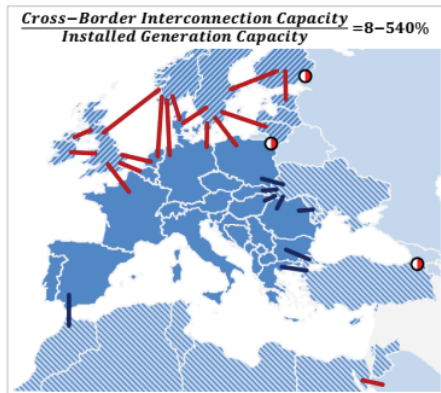 Cross−Border Interconnection Capacity
Installed Generation Capacity
=8−540%